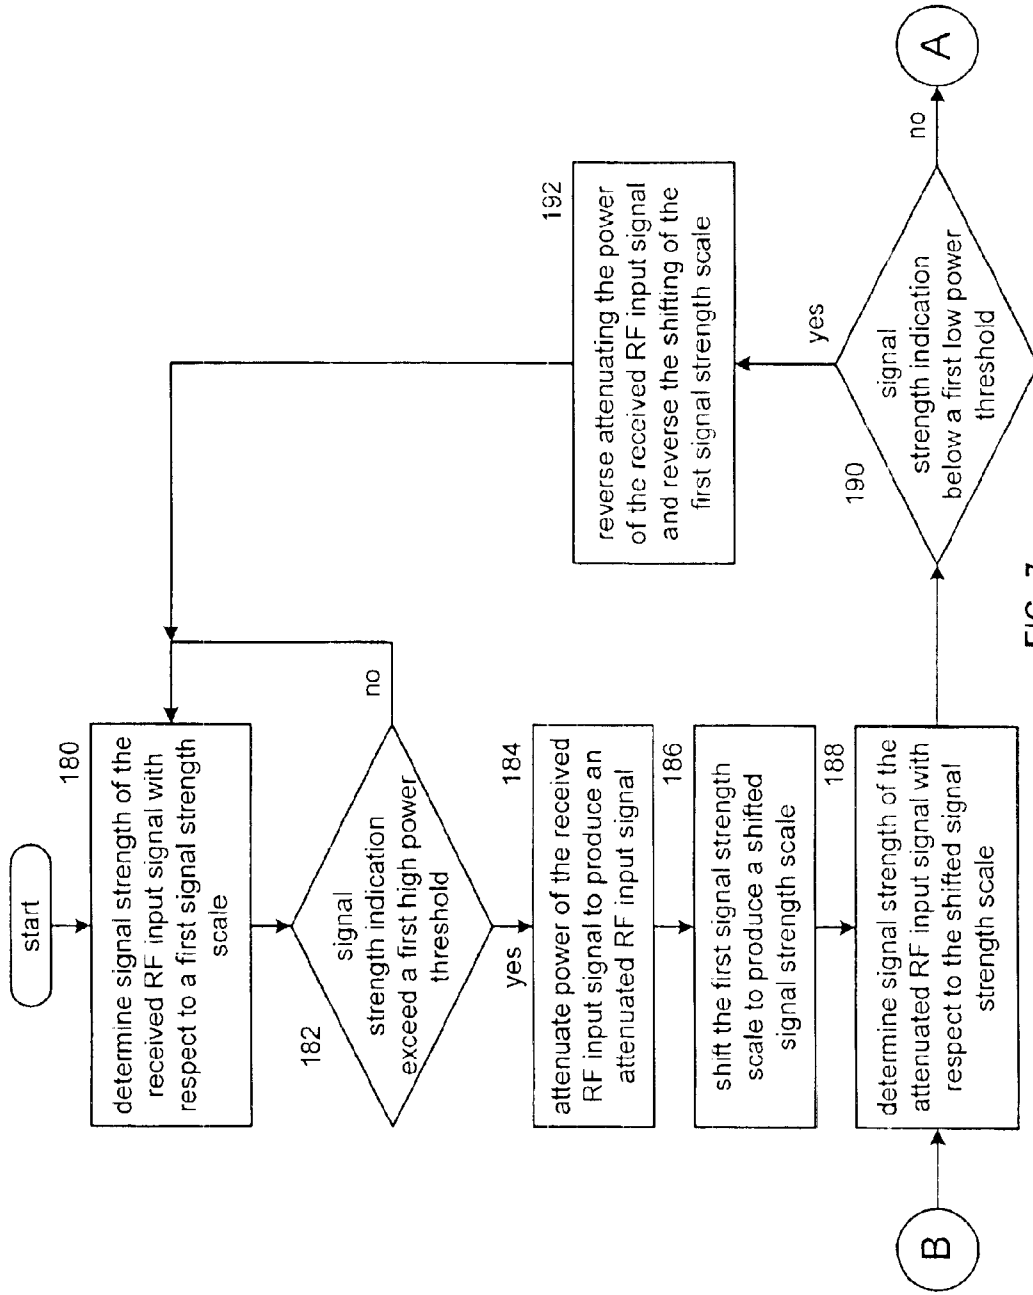 start
180
determine signal strength of the
received RF input signal with
respect to a first signal strength
scale
182
signal
strength indication
exceed a first high power
threshold
no
yes
184
attenuate power of the received
RF input signal to produce an
attenuated RF input signal
186
shift the first signal strength
scale to produce a shifted
signal strength scale
188
determine signal strength of the
attenuated RF input signal with
respect to the shifted signal
strength scale
B
190
signal
strength indication
below a first low power
threshold
yes
no
A
192
reverse attenuating the power
of the received RF input signal
and reverse the shifting of the
first signal strength scale